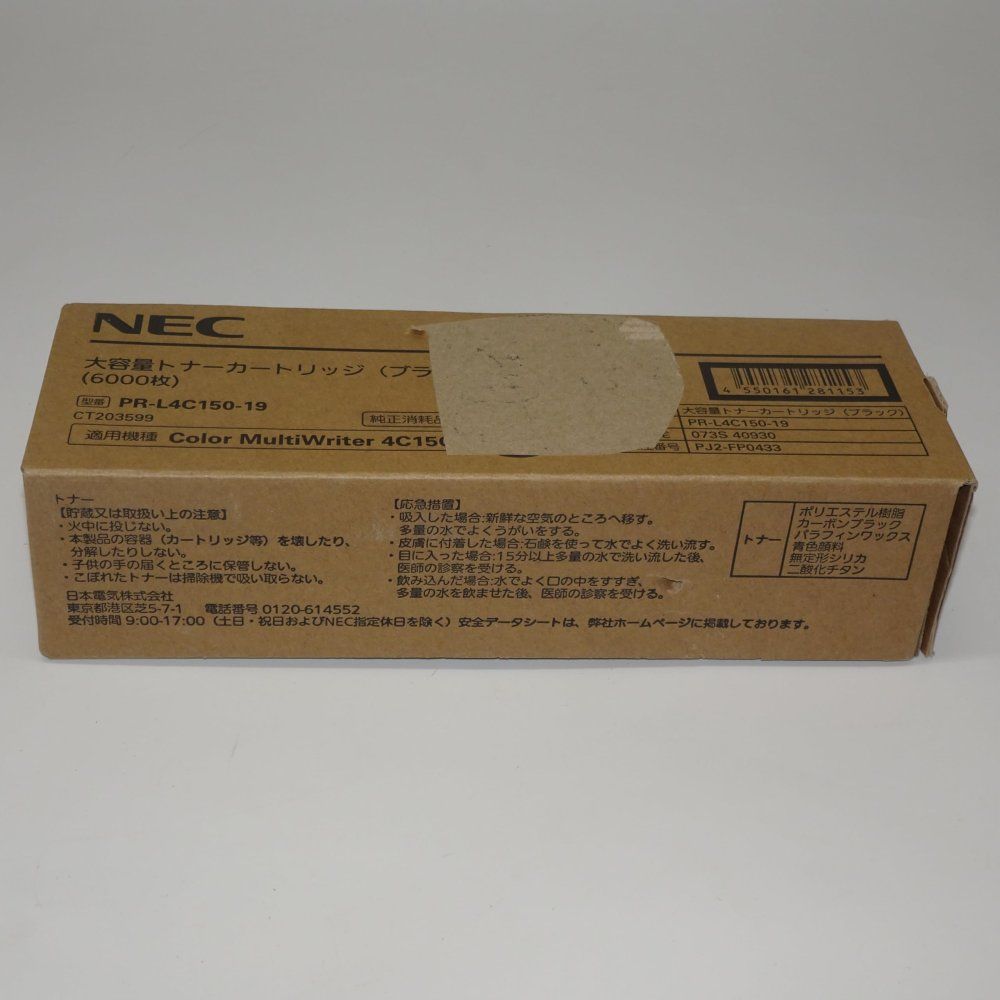 NEC
大容量トナーカートリッジ（ブラ
(6000枚)
型番 PR-L4C150-19
CT203599
純正消耗品
適用機種 Color MultiWriter 4C150
4 550161 281153
大容量トナーカートリッジ（ブラック）
PR-L4C150-19
073S 40930
番号 PJ2-FP0433
トナー
【貯蔵又は取扱い上の注意】
・火中に投じない。
・本製品の容器（カートリッジ等）を壊したり、
分解したりしない。
・子供の手の届くところに保管しない。
・こぼれたトナーは掃除機で吸い取らない。
【応急措置】
・吸入した場合:新鮮な空気のところへ移す。
多量の水でよくうがいをする。
・皮膚に付着した場合:石鹸を使って水でよく洗い流す。
・目に入った場合:15分以上多量の水で洗い流した後、
医師の診察を受ける。
・飲み込んだ場合:水でよく口の中をすすぎ、
多量の水を飲ませた後、医師の診察を受ける。
トナー
ポリエステル樹脂
カーボンブラック
パラフィンワックス
青色顔料
無定形シリカ
二酸化チタン
日本電気株式会社
東京都港区芝5-7-1 電話番号 0120-614552
受付時間 9:00-17:00（土日・祝日およびNEC指定休日を除く）安全データシートは、弊社ホームページに掲載しております。